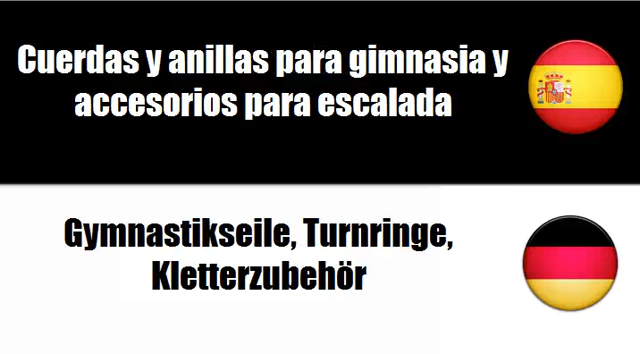 Cuerdas y anillas para gimnasia y
accesorios para escalada
Gymnastikseile, Turnringe,
Kletterzubehör